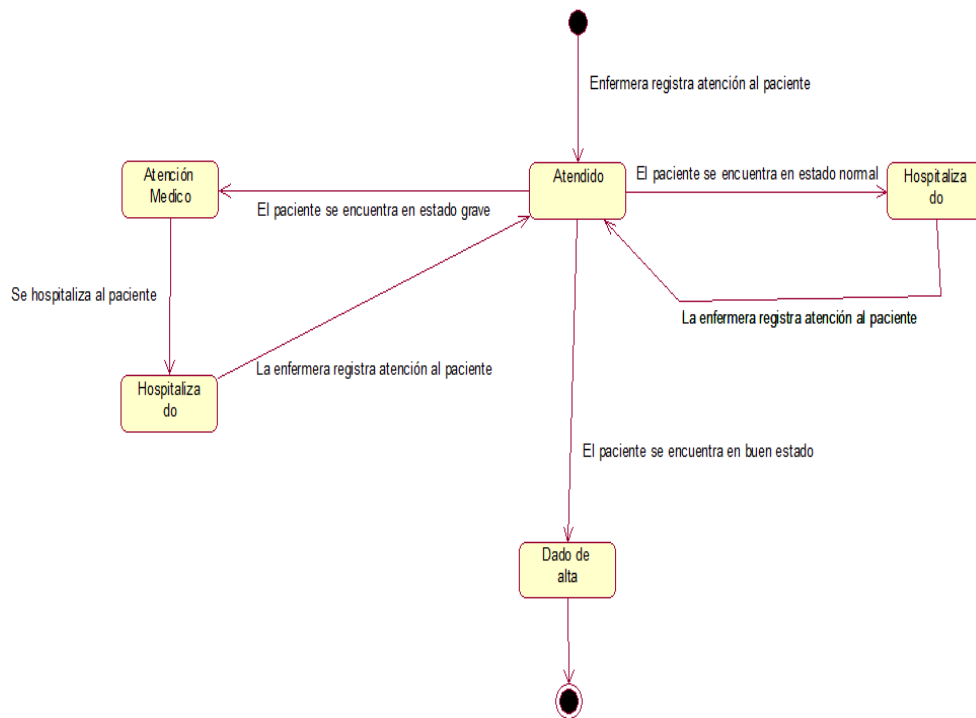 Enfermera registra atención al paciente
Atención
Medico
Atendido
El paciente se encuentra en estado normal
Hospitaliza
do
El paciente se encuentra en estado grave
Se hospitaliza al paciente
La enfermera registra atención al paciente
La enfermera registra atención al paciente
Hospitaliza
do
El paciente se encuentra en buen estado
Dado de
alta